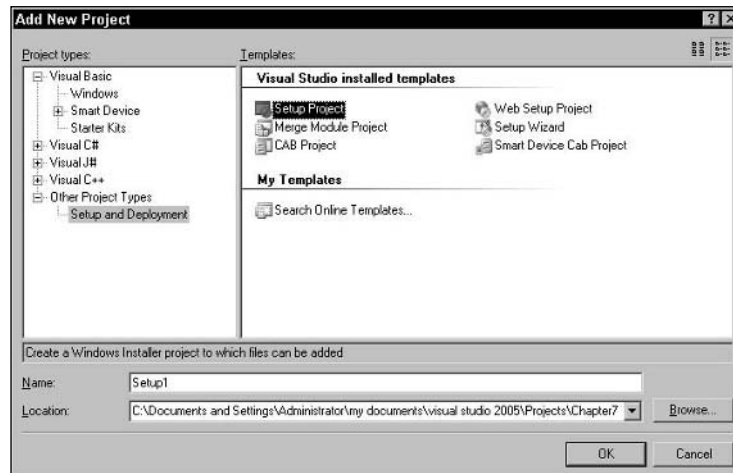 Add New Project
Project types:
Templates:
Visual Basic
Windows
Smart Device
Starter Kits
Visual C#
Visual J#
Visual C++
Other Project Types
Setup and Deployment
Visual Studio installed templates
Setup Project
Web Setup Project
Merge Module Project
Setup Wizard
CAB Project
Smart Device Cab Project
My Templates
Search Online Templates...
Create a Windows Installer project to which files can be added
Name:
Setup1
Location:
C:\Documents and Settings\Administrator\my documents\visual studio 2005\Projects\Chapter7
Browse...
OK
Cancel